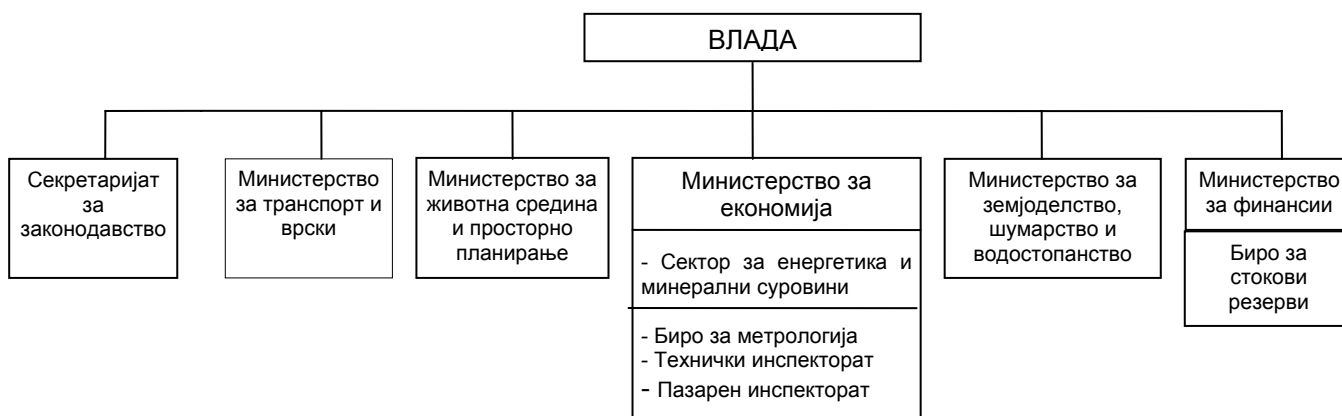 ВЛАДА
Секретаријат
за
законодавство
Министерство
за транспорт и
врски
Министерство за
животна средина
и просторно
планирање
Министерство за
економија
- Сектор за енергетика и
минерални суровини
- Биро за метрологија
- Технички инспекторат
- Пазарен инспекторат
Министерство за
земјоделство,
шумарство и
водостопанство
Министерство
за финансии
Биро за
стокови
резерви